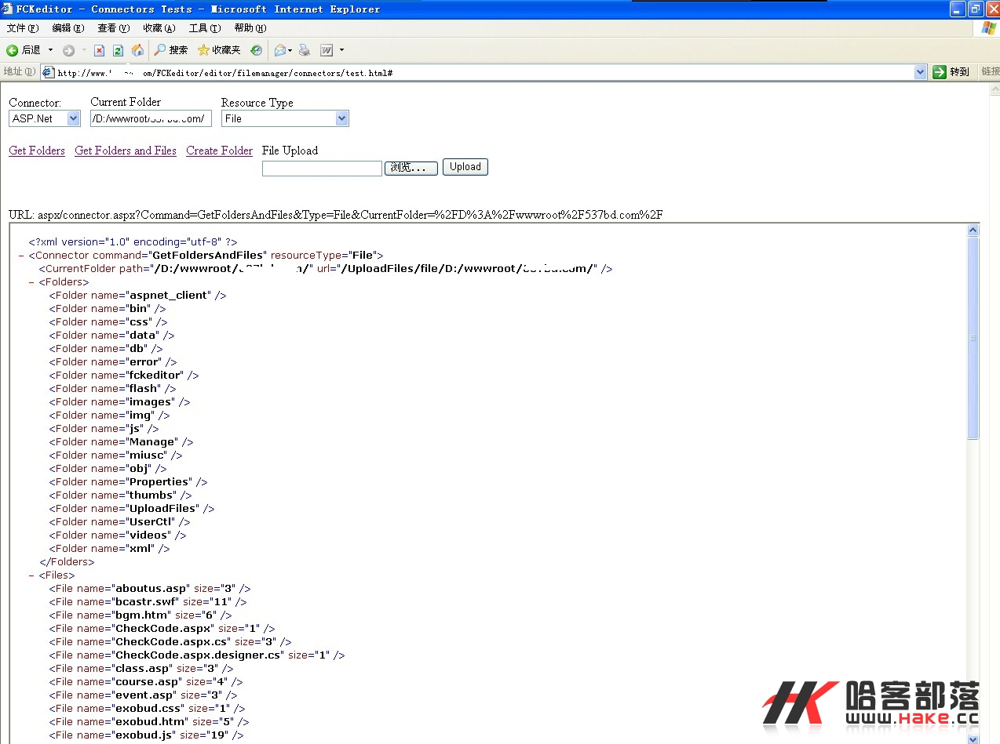 FCKeditor - Connectors Tests - Microsoft Internet Explorer
文件(F) 编辑(E) 查看(V) 收藏(A) 工具(T) 帮助(H)
后退 搜索 收藏夹
地址(D) http://www. om/FCKeditor/editor/filemanager/connectors/test.html# 转到 链接
Connector: Current Folder Resource Type
ASP.Net /D:/wwwroot/ .com/ File
Get Folders Get Folders and Files Create Folder File Upload
浏览... Upload
URL: aspx/connector.aspx?Command=GetFoldersAndFiles&Type=File&CurrentFolder=%2FD%3A%2Fwwwroot%2F537bd.com%2F
<?xml version="1.0" encoding="utf-8" ?>
- <Connector command="GetFoldersAndFiles" resourceType="File">
<CurrentFolder path="/D:/wwwroot/ /" url="/UploadFiles/file/D:/wwwroot/ .com/" />
- <Folders>
<Folder name="aspnet_client" />
<Folder name="bin" />
<Folder name="css" />
<Folder name="data" />
<Folder name="db" />
<Folder name="error" />
<Folder name="fckeditor" />
<Folder name="flash" />
<Folder name="images" />
<Folder name="img" />
<Folder name="js" />
<Folder name="Manage" />
<Folder name="miusc" />
<Folder name="obj" />
<Folder name="Properties" />
<Folder name="thumbs" />
<Folder name="UploadFiles" />
<Folder name="UserCtl" />
<Folder name="videos" />
<Folder name="xml" />
</Folders>
- <Files>
<File name="aboutus.asp" size="3" />
<File name="bcastr.swf" size="11" />
<File name="bgm.htm" size="6" />
<File name="CheckCode.aspx" size="1" />
<File name="CheckCode.aspx.cs" size="3" />
<File name="CheckCode.aspx.designer.cs" size="1" />
<File name="class.asp" size="3" />
<File name="course.asp" size="4" />
<File name="event.asp" size="3" />
<File name="exobud.css" size="1" />
<File name="exobud.htm" size="5" />
<File name="exobud.js" size="19" />
HK 哈客部落
www.Hake.cc